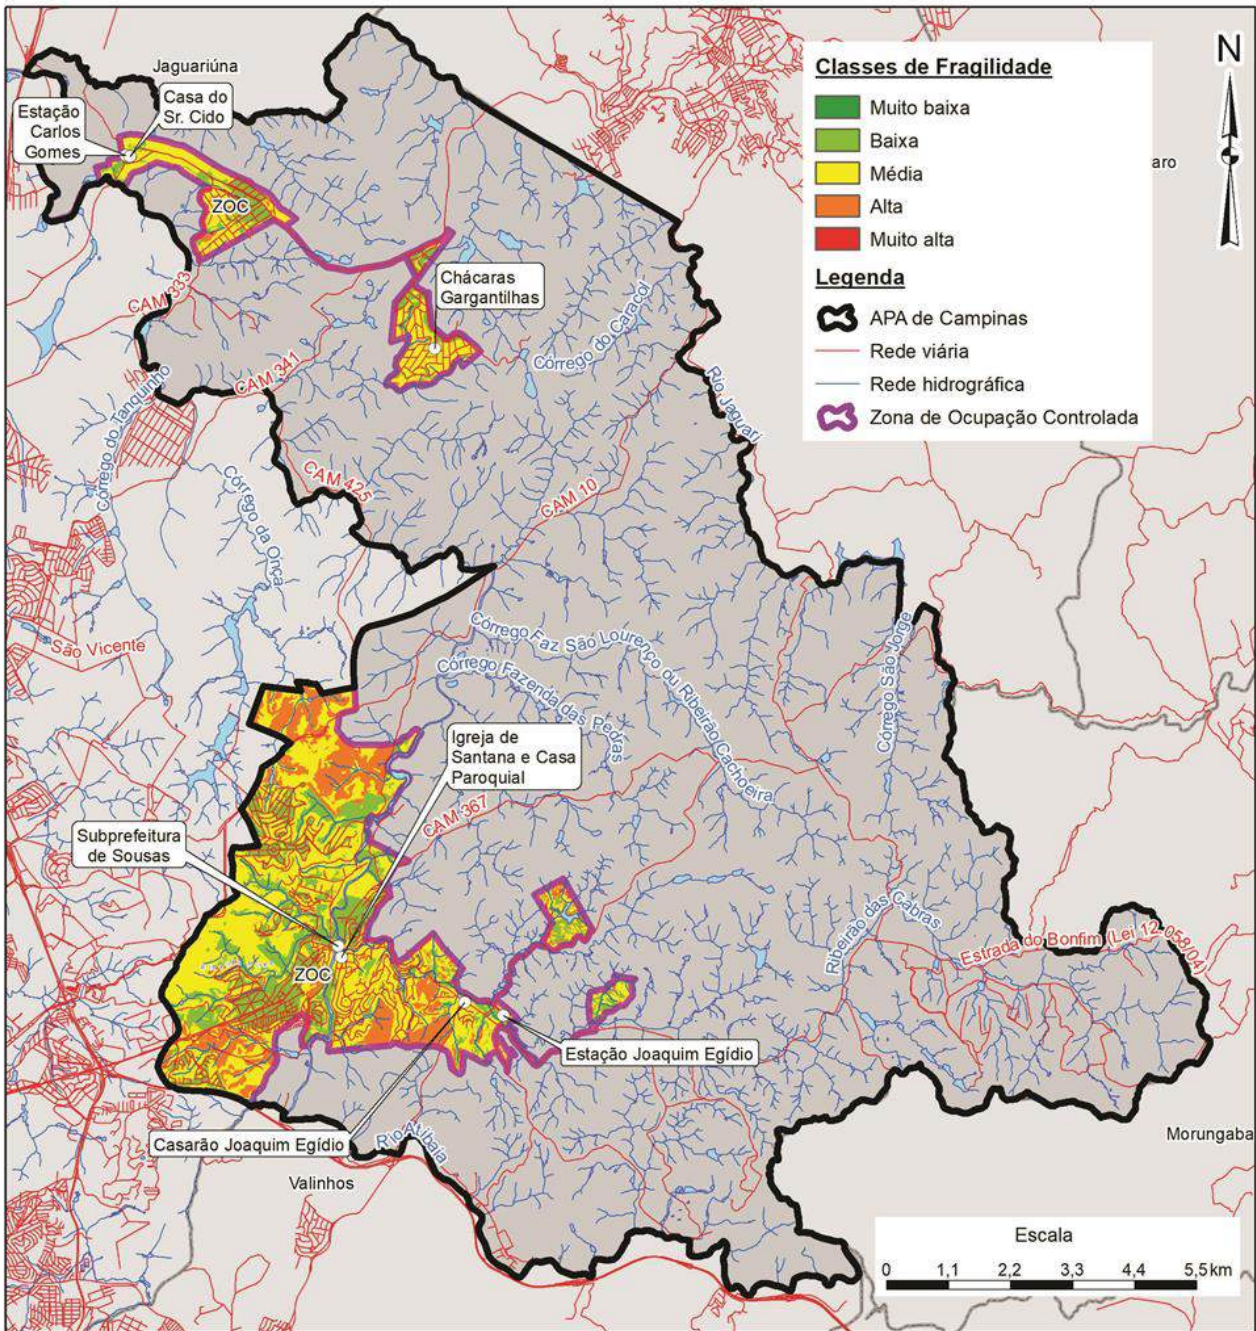 Jaguariúna
Estação
Carlos
Gomes
Casa do
Sr. Cido
ZOC
CAM 333
Chácaras
Gargantilhas
Córrego do Caracol
Rio Jaguari
CAM 341
Córrego do Tanquinho
CAM 425
Córrego da Onça
CAM 10
São Vicente
Córrego Faz São Lourenço ou Ribeirão Cachoeira
Córrego Fazenda das Pedras
Córrego São Jorge
Igreja de
Santana e Casa
Paroquial
CAM 367
Subprefeitura
de Sousas
ZOC
Ribeirão das Cabras
Estrada do Bonfim (Lei 12.058/04)
Estação Joaquim Egídio
Casarão Joaquim Egídio
Rio Atibaia
Valinhos
Morungaba
aro
N
Classes de Fragilidade
Muito baixa
Baixa
Média
Alta
Muito alta
Legenda
APA de Campinas
Rede viária
Rede hidrográfica
Zona de Ocupação Controlada
Escala
0 1,1 2,2 3,3 4,4 5,5 km